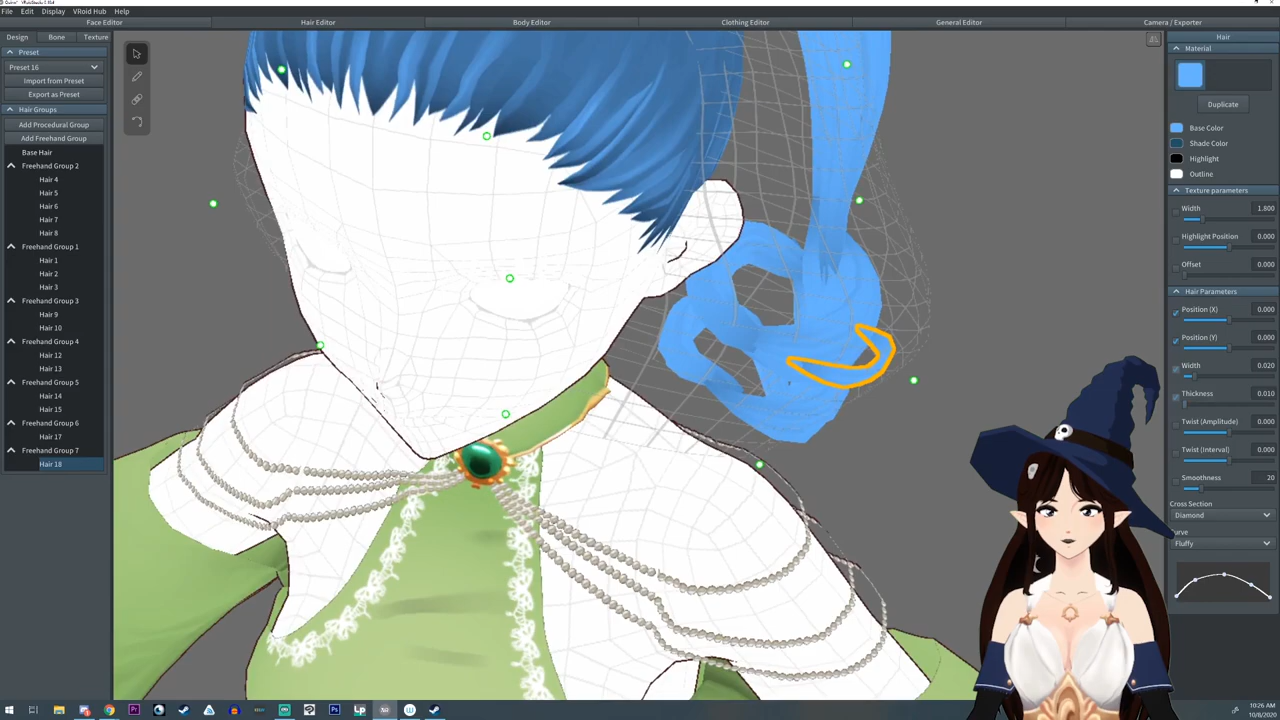 File Edit Display VRoid Hub Help
Face Editor Hair Editor Body Editor Clothing Editor General Editor Camera / Exporter
Design Bone Texture
Preset
Preset 16
Import from Preset
Export as Preset
Hair Groups
Add Procedural Group
Add Freehand Group
Base Hair
Freehand Group 2
Hair 4
Hair 5
Hair 6
Hair 7
Hair 8
Freehand Group 1
Hair 1
Hair 2
Hair 3
Freehand Group 3
Hair 9
Hair 10
Freehand Group 4
Hair 12
Hair 13
Freehand Group 5
Hair 14
Hair 15
Freehand Group 6
Hair 17
Freehand Group 7
Hair 18
Hair
Material
Duplicate
Base Color
Shade Color
Highlight
Outline
Texture parameters
Width 1.800
Highlight Position 0.000
Offset 0.000
Hair Parameters
Position (X) 0.000
Position (Y) 0.000
Width 0.020
Thickness 0.010
Twist (Amplitude) 0.000
Twist (Interval) 0.000
Smoothness 20
Cross Section
Diamond
Curve
Fluffy
10:26 AM
10/8/2020